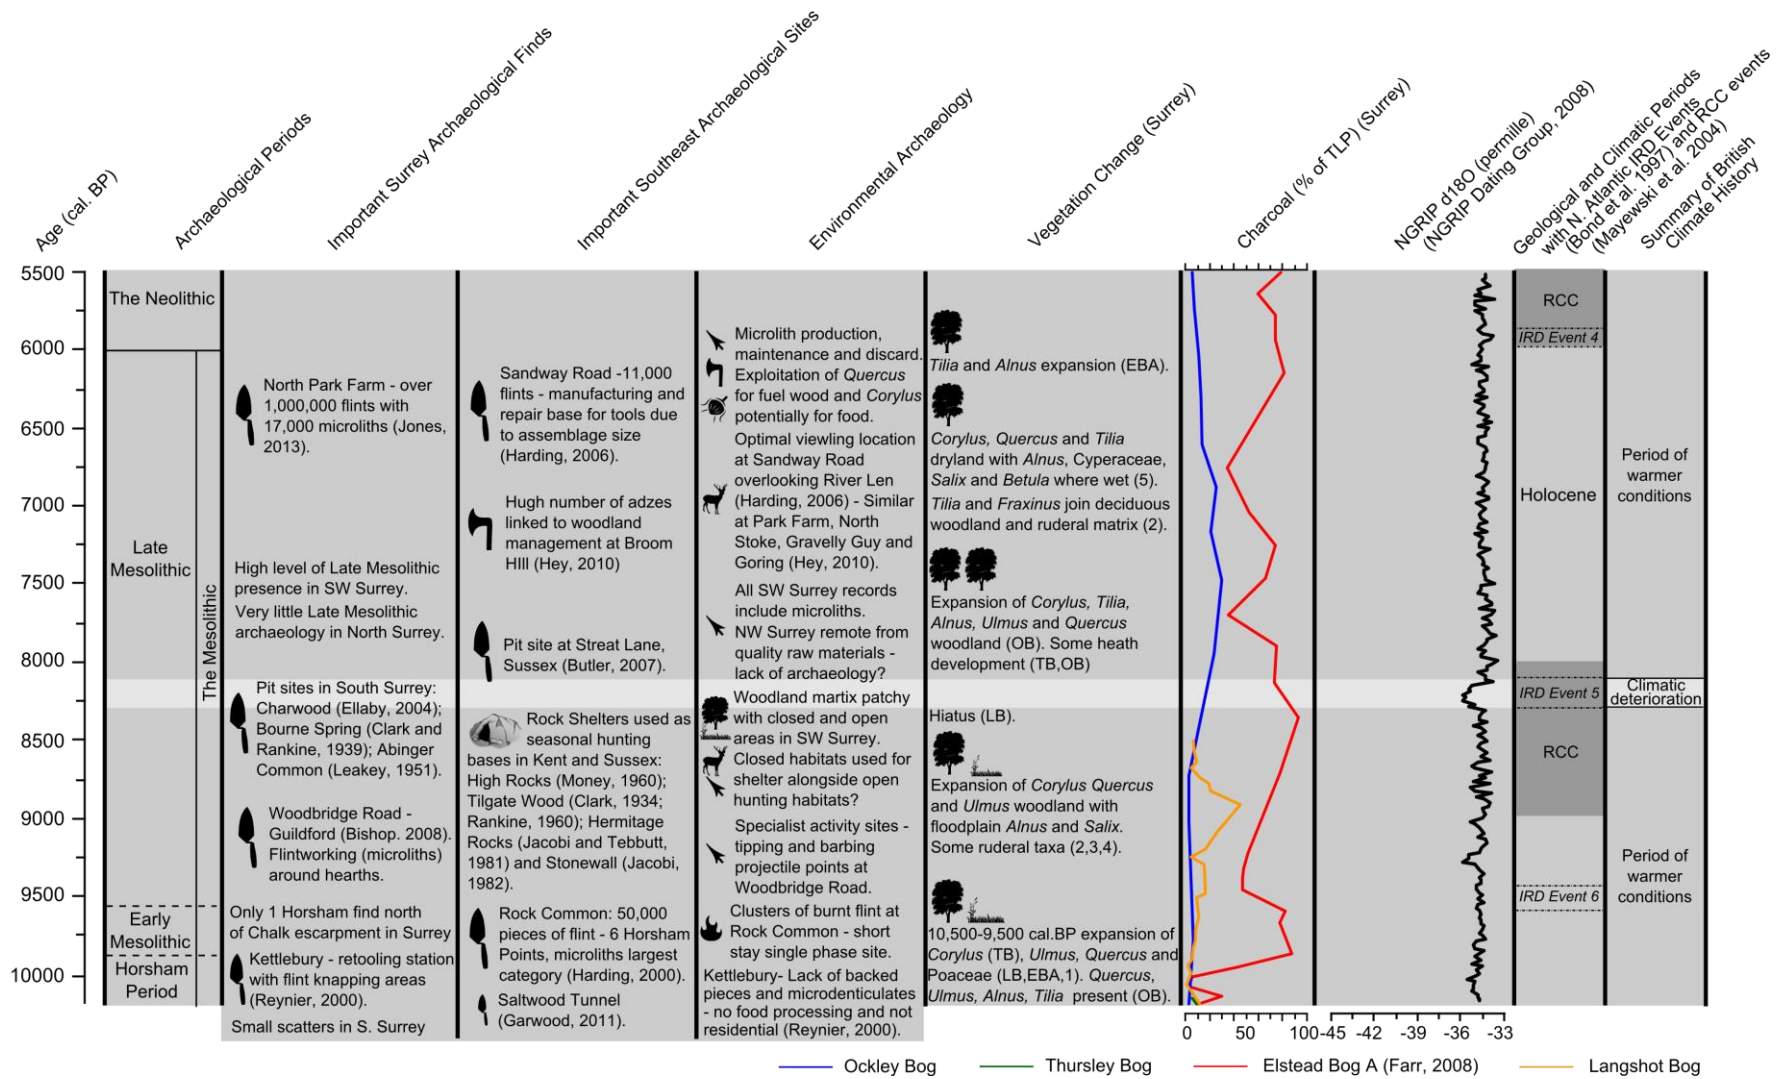 Age (cal. BP)
Archaeological Periods
Important Surrey Archaeological Finds
Important Southeast Archaeological Sites
Environmental Archaeology
Vegetation Change (Surrey)
Charcoal (% of TLP) (Surrey)
NGRIP d18O (permille)
(NGRIP Dating Group, 2008)
Geological and Climatic Periods
with N. Atlantic IRD Events
(Bond et al. 1997) and RCC events
(Mayewski et al. 2004)
Summary of British
Climate History
5500
6000
6500
7000
7500
8000
8500
9000
9500
10000
The Neolithic
Late
Mesolithic
The Mesolithic
Early
Mesolithic
Horsham
Period
North Park Farm - over
1,000,000 flints with
17,000 microliths (Jones,
2013).
High level of Late Mesolithic
presence in SW Surrey.
Very little Late Mesolithic
archaeology in North Surrey.
Pit sites in South Surrey:
Charwood (Ellaby, 2004);
Bourne Spring (Clark and
Rankine, 1939); Abinger
Common (Leakey, 1951).
Woodbridge Road -
Guildford (Bishop. 2008).
Flintworking (microliths)
around hearths.
Only 1 Horsham find north
of Chalk escarpment in Surrey
Kettlebury - retooling station
with flint knapping areas
(Reynier, 2000).
Small scatters in S. Surrey
Sandway Road -11,000
flints - manufacturing and
repair base for tools due
to assemblage size
(Harding, 2006).
Hugh number of adzes
linked to woodland
management at Broom
HIll (Hey, 2010)
Pit site at Streat Lane,
Sussex (Butler, 2007).
Rock Shelters used as
seasonal hunting
bases in Kent and Sussex:
High Rocks (Money, 1960);
Tilgate Wood (Clark, 1934;
Rankine, 1960); Hermitage
Rocks (Jacobi and Tebbutt,
1981) and Stonewall (Jacobi,
1982).
Rock Common: 50,000
pieces of flint - 6 Horsham
Points, microliths largest
category (Harding, 2000).
Saltwood Tunnel
(Garwood, 2011).
Microlith production,
maintenance and discard.
Exploitation of Quercus
for fuel wood and Corylus
potentially for food.
Optimal viewling location
at Sandway Road
overlooking River Len
(Harding, 2006) - Similar
at Park Farm, North
Stoke, Gravelly Guy and
Goring (Hey, 2010).
All SW Surrey records
include microliths.
NW Surrey remote from
quality raw materials -
lack of archaeology?
Woodland martix patchy
with closed and open
areas in SW Surrey.
Closed habitats used for
shelter alongside open
hunting habitats?
Specialist activity sites -
tipping and barbing
projectile points at
Woodbridge Road.
Clusters of burnt flint at
Rock Common - short
stay single phase site.
Kettlebury- Lack of backed
pieces and microdenticulates
- no food processing and not
residential (Reynier, 2000).
Tilia and Alnus expansion (EBA).
Corylus, Quercus and Tilia
dryland with Alnus, Cyperaceae,
Salix and Betula where wet (5).
Tilia and Fraxinus join deciduous
woodland and ruderal matrix (2).
Expansion of Corylus, Tilia,
Alnus, Ulmus and Quercus
woodland (OB). Some heath
development (TB,OB)
Hiatus (LB).
Expansion of Corylus Quercus
and Ulmus woodland with
floodplain Alnus and Salix.
Some ruderal taxa (2,3,4).
10,500-9,500 cal.BP expansion of
Corylus (TB), Ulmus, Quercus and
Poaceae (LB,EBA,1). Quercus,
Ulmus, Alnus, Tilia present (OB).
0 50 100
-45 -42 -39 -36 -33
RCC
IRD Event 4
Holocene
IRD Event 5
RCC
IRD Event 6
Period of
warmer
conditions
Climatic
deterioration
Period of
warmer
conditions
Ockley Bog
Thursley Bog
Elstead Bog A (Farr, 2008)
Langshot Bog